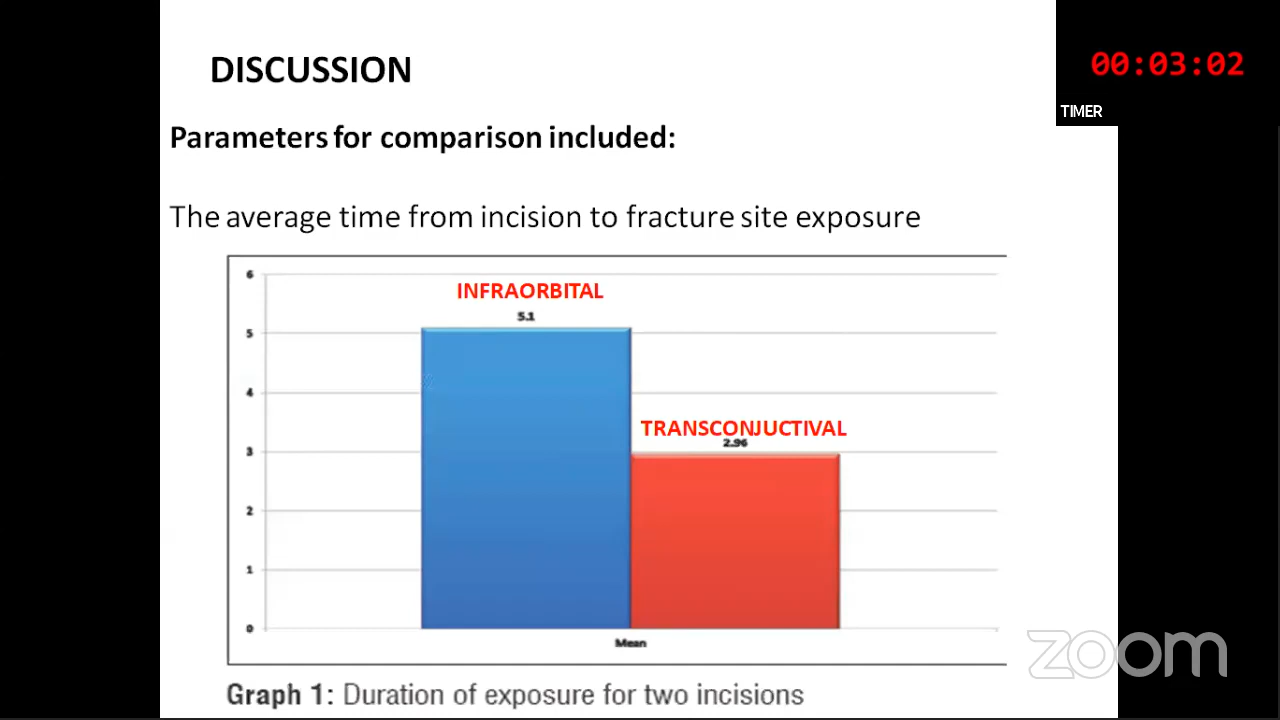 DISCUSSION
00:03:02
TIMER
Parameters for comparison included:
The average time from incision to fracture site exposure
6
INFRAORBITAL
5.1
5
4
TRANSCONJUCTIVAL
2.96
3
2
1
0
Mean
zoom
Graph 1: Duration of exposure for two incisions